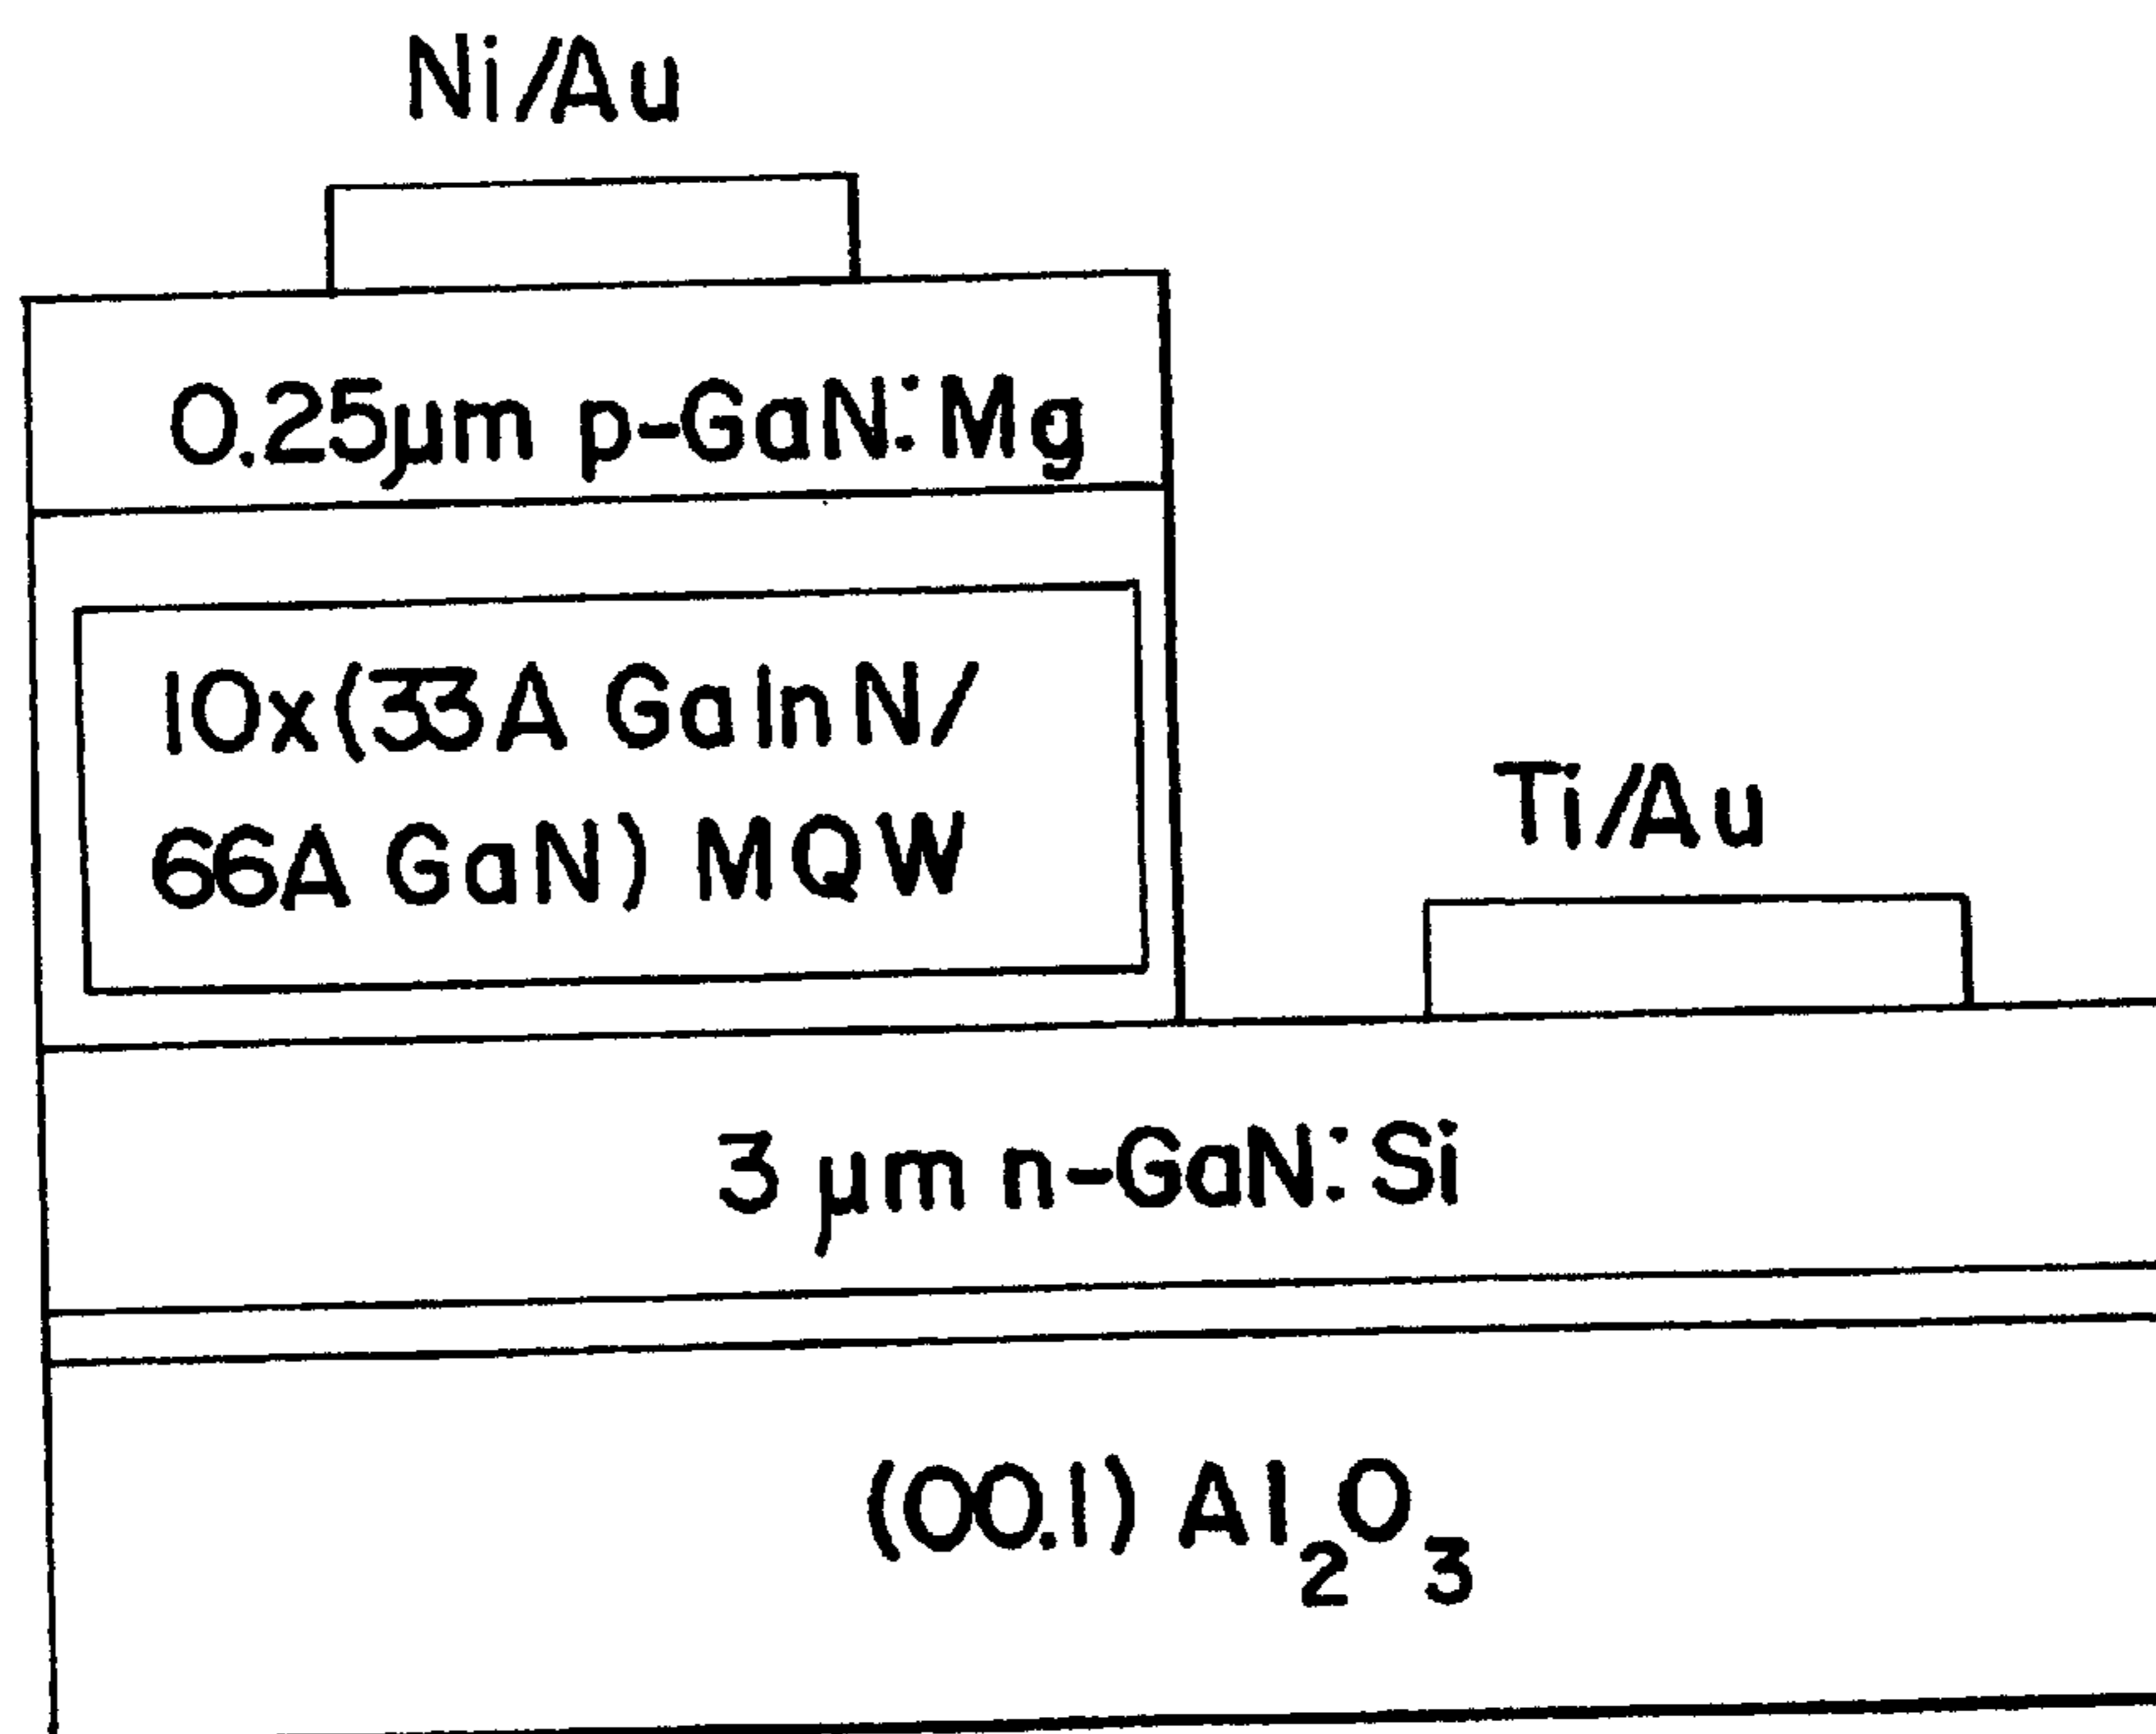 Ni/Au
0.25µm p-GaN:Mg
10x(33A GaInN/
66A GaN) MQW
Ti/Au
3 µm n-GaN:Si
(00.1) Al₂O₃